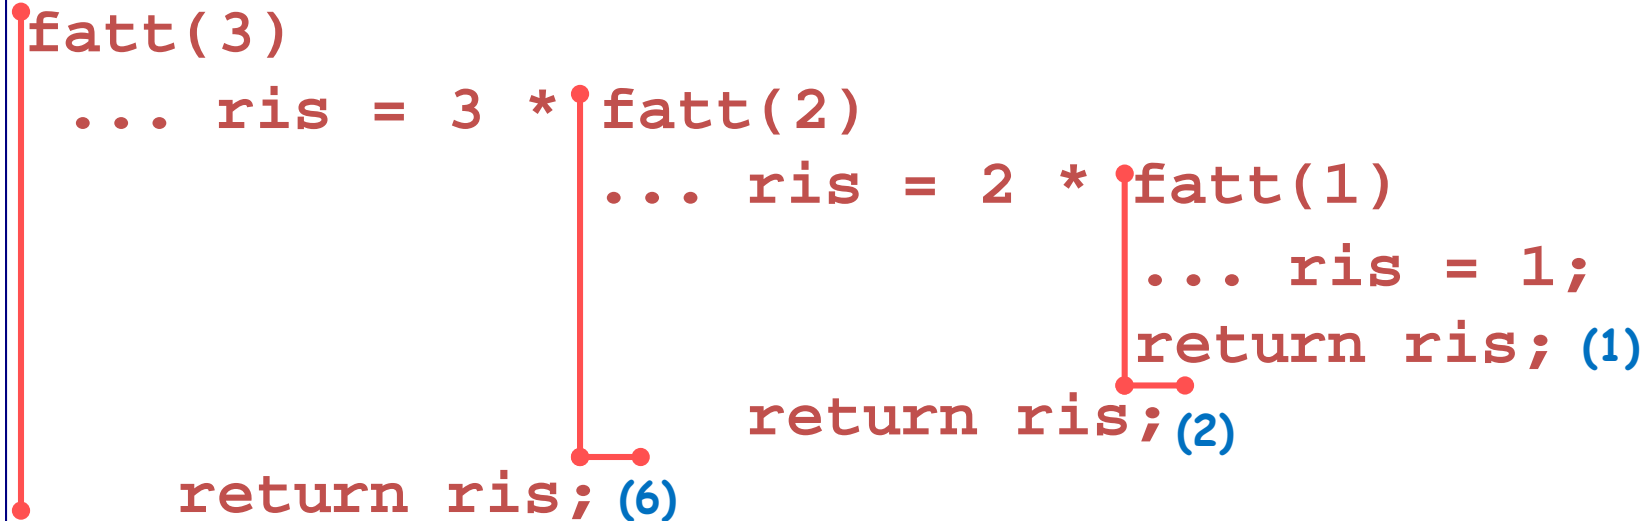 fatt(3)
... ris = 3 * fatt(2)
... ris = 2 * fatt(1)
... ris = 1;
return ris; (1)
return ris; (2)
return ris; (6)